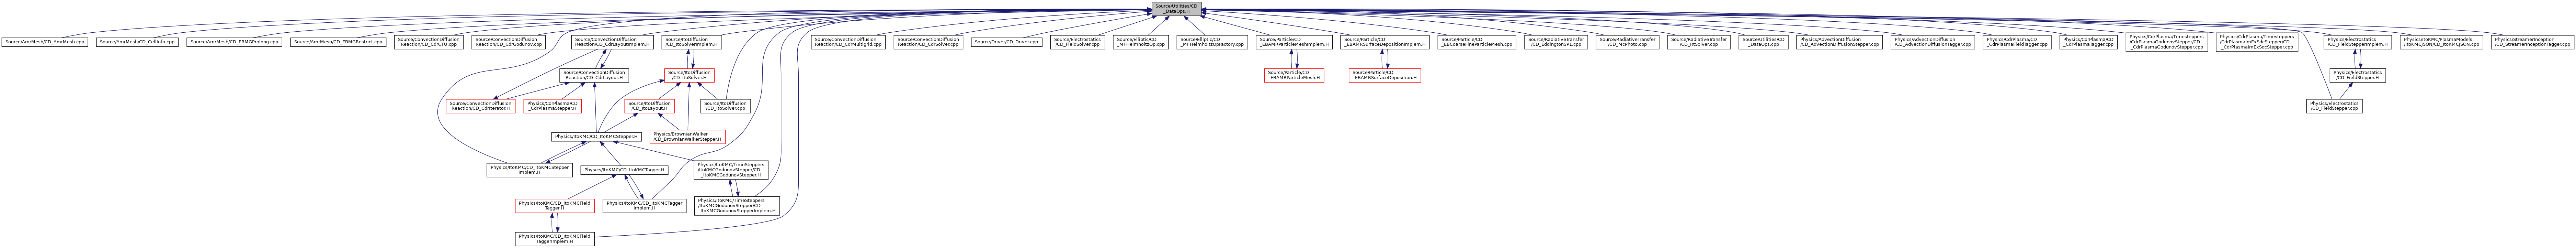 Source/Utilities/CD
_DataOps.H
Source/AmrMesh/CD_AmrMesh.cpp
Source/AmrMesh/CD_CellInfo.cpp
Source/AmrMesh/CD_EBMGProlong.cpp
Source/AmrMesh/CD_EBMGRestrict.cpp
Source/ConvectionDiffusion
Reaction/CD_CdrCTU.cpp
Source/ConvectionDiffusion
Reaction/CD_CdrGodunov.cpp
Source/ConvectionDiffusion
Reaction/CD_CdrLayoutImplem.H
Source/ItoDiffusion
/CD_ItoSolverImplem.H
Source/ConvectionDiffusion
Reaction/CD_CdrMultigrid.cpp
Source/ConvectionDiffusion
Reaction/CD_CdrSolver.cpp
Source/Driver/CD_Driver.cpp
Source/Electrostatics
/CD_FieldSolver.cpp
Source/Elliptic/CD
_MFHelmholtzOp.cpp
Source/Elliptic/CD
_MFHelmholtzOpFactory.cpp
Source/Particle/CD
_EBAMRParticleMeshImplem.H
Source/Particle/CD
_EBAMRSurfaceDepositionImplem.H
Source/Particle/CD
_EBCoarseFineParticleMesh.cpp
Source/RadiativeTransfer
/CD_EddingtonSP1.cpp
Source/RadiativeTransfer
/CD_McPhoto.cpp
Source/RadiativeTransfer
/CD_RtSolver.cpp
Source/Utilities/CD
_DataOps.cpp
Physics/AdvectionDiffusion
/CD_AdvectionDiffusionStepper.cpp
Physics/AdvectionDiffusion
/CD_AdvectionDiffusionTagger.cpp
Physics/CdrPlasma/CD
_CdrPlasmaFieldTagger.cpp
Physics/CdrPlasma/CD
_CdrPlasmaTagger.cpp
Physics/CdrPlasma/Timesteppers
/CdrPlasmaGodunovStepper/CD
_CdrPlasmaGodunovStepper.cpp
Physics/CdrPlasma/Timesteppers
/CdrPlasmaImExSdcStepper/CD
_CdrPlasmaImExSdcStepper.cpp
Physics/Electrostatics
/CD_FieldStepperImplem.H
Physics/ItoKMC/PlasmaModels
/ItoKMCJSON/CD_ItoKMCJSON.cpp
Physics/StreamerInception
/CD_StreamerInceptionTagger.cpp
Source/ConvectionDiffusion
Reaction/CD_CdrLayout.H
Source/ItoDiffusion
/CD_ItoSolver.H
Source/Particle/CD
_EBAMRParticleMesh.H
Source/Particle/CD
_EBAMRSurfaceDeposition.H
Physics/Electrostatics
/CD_FieldStepper.H
Source/ConvectionDiffusion
Reaction/CD_CdrIterator.H
Physics/CdrPlasma/CD
_CdrPlasmaStepper.H
Source/ItoDiffusion
/CD_ItoLayout.H
Source/ItoDiffusion
/CD_ItoSolver.cpp
Physics/Electrostatics
/CD_FieldStepper.cpp
Physics/ItoKMC/CD_ItoKMCStepper.H
Physics/BrownianWalker
/CD_BrownianWalkerStepper.H
Physics/ItoKMC/CD_ItoKMCStepper
Implem.H
Physics/ItoKMC/CD_ItoKMCTagger.H
Physics/ItoKMC/TimeSteppers
/ItoKMCGodunovStepper/CD
_ItoKMCGodunovStepper.H
Physics/ItoKMC/CD_ItoKMCField
Tagger.H
Physics/ItoKMC/CD_ItoKMCTagger
Implem.H
Physics/ItoKMC/TimeSteppers
/ItoKMCGodunovStepper/CD
_ItoKMCGodunovStepperImplem.H
Physics/ItoKMC/CD_ItoKMCField
TaggerImplem.H